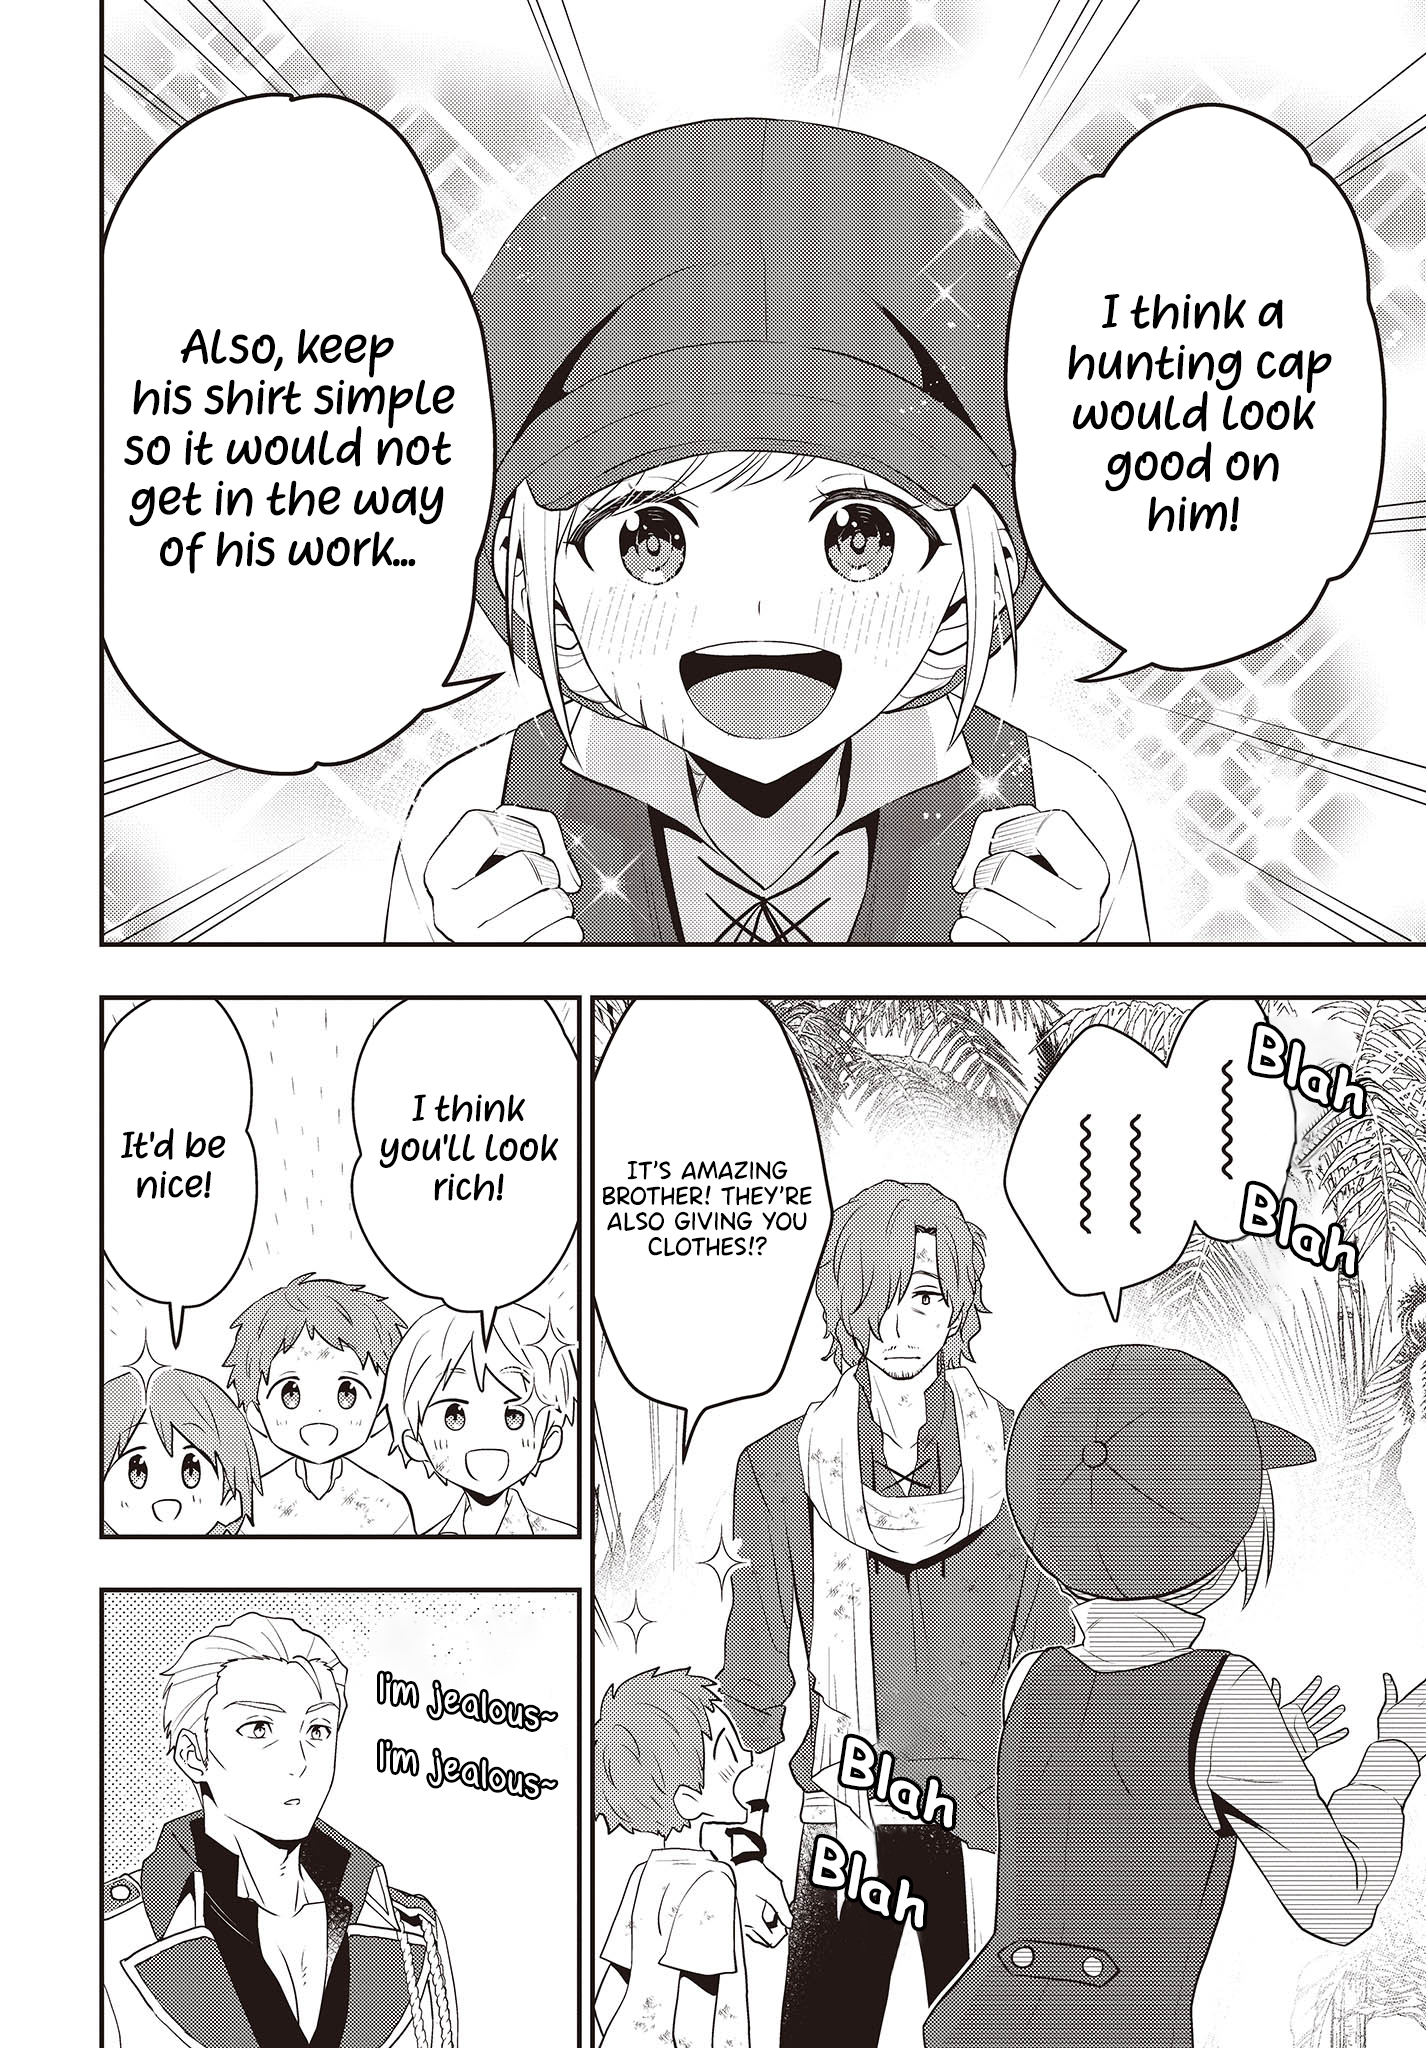 I think a
hunting cap
would look
good on
him!
Also, keep
his shirt simple
so it would not
get in the way
of his work...
Blah
Blah
IT'S AMAZING
BROTHER! THEY'RE
ALSO GIVING YOU
CLOTHES!?
Blah
Blah
I think
you'll look
rich!
It'd be
nice!
I'm jealous~
I'm jealous~